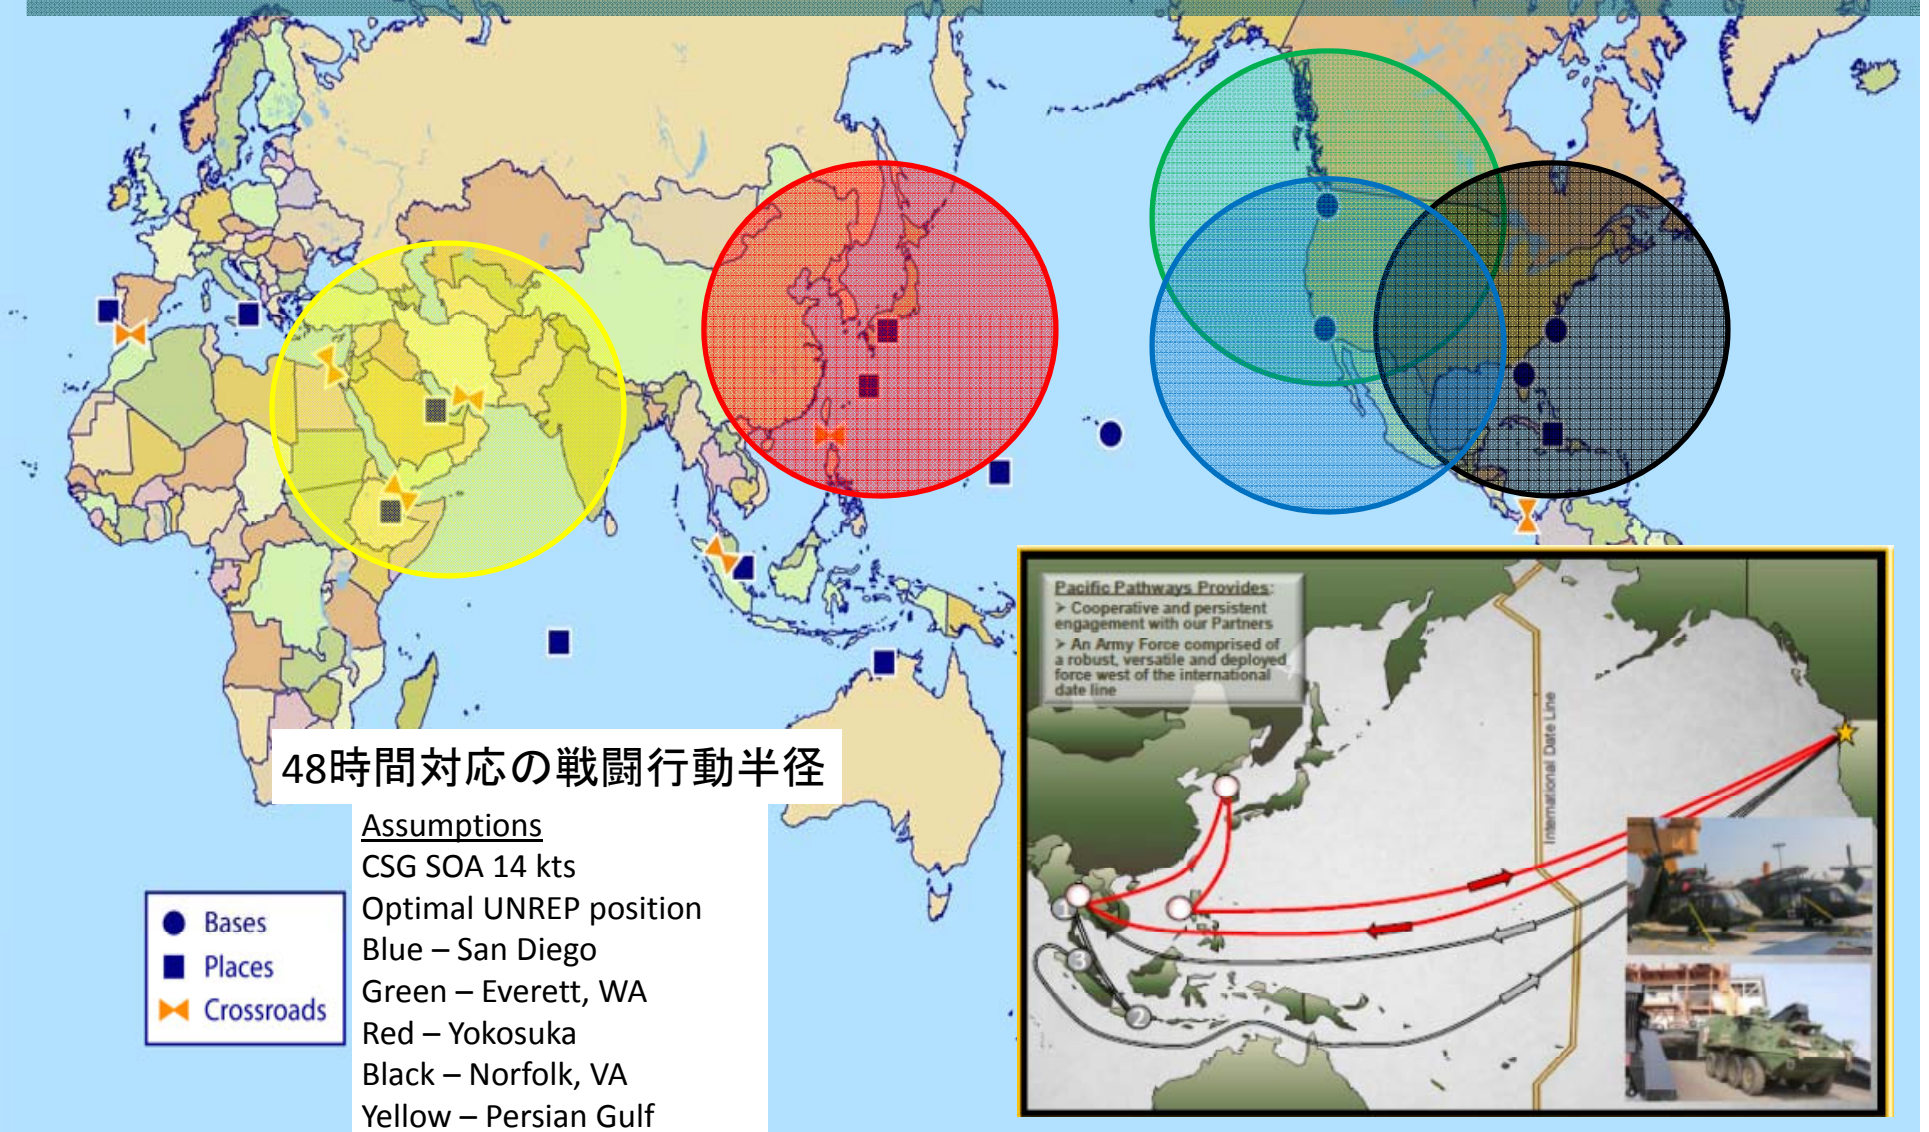 Pacific Pathways Provides:
➢ Cooperative and persistent
engagement with our Partners
➢ An Army Force comprised of
a robust, versatile and deployed
force west of the international
date line
International Date Line
1
3
2
48時間対応の戦闘行動半径
Assumptions
CSG SOA 14 kts
Optimal UNREP position
Blue – San Diego
Green – Everett, WA
Red – Yokosuka
Black – Norfolk, VA
Yellow – Persian Gulf
Bases
Places
Crossroads